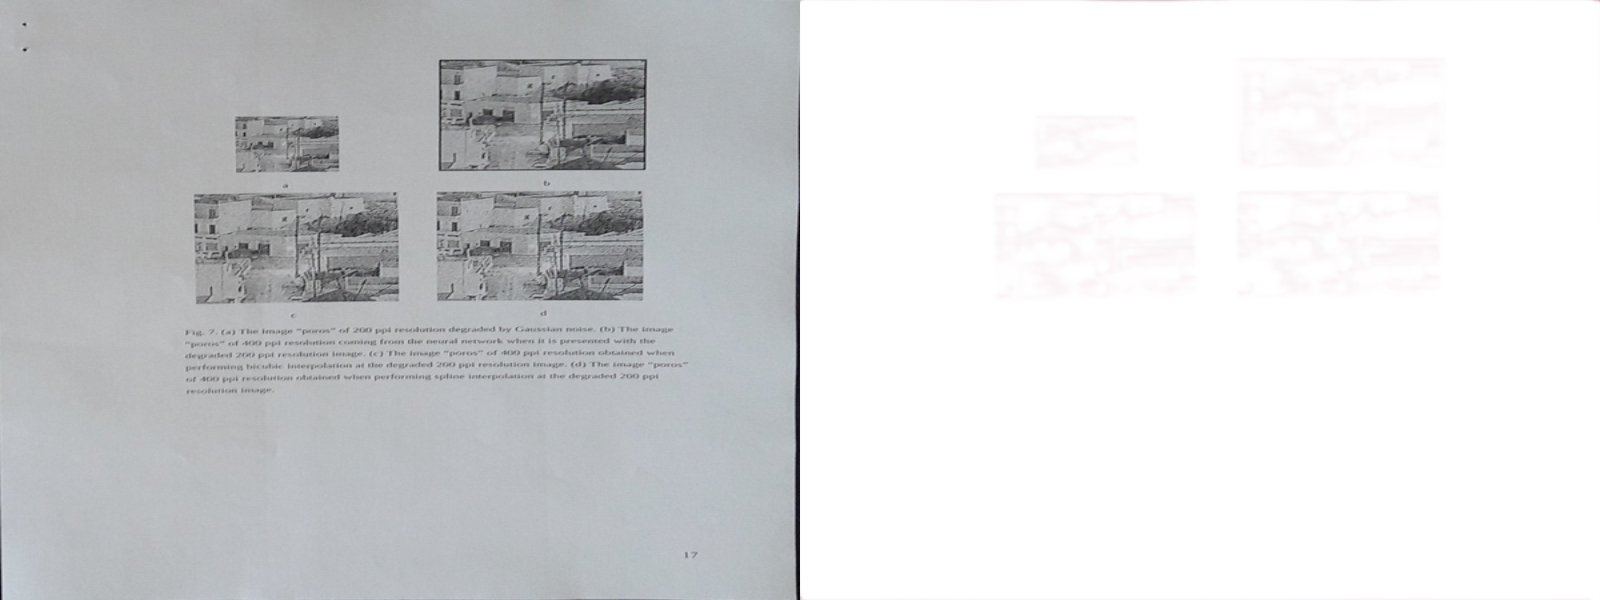 a
b
c
d
Fig. 7. (a) The image "poros" of 200 ppi resolution degraded by Gaussian noise. (b) The image
"poros" of 400 ppi resolution coming from the neural network when it is presented with the
degraded 200 ppi resolution image. (c) The image "poros" of 400 ppi resolution obtained when
performing bicubic interpolation at the degraded 200 ppi resolution image. (d) The image "poros"
of 400 ppi resolution obtained when performing spline interpolation at the degraded 200 ppi
resolution image.
17